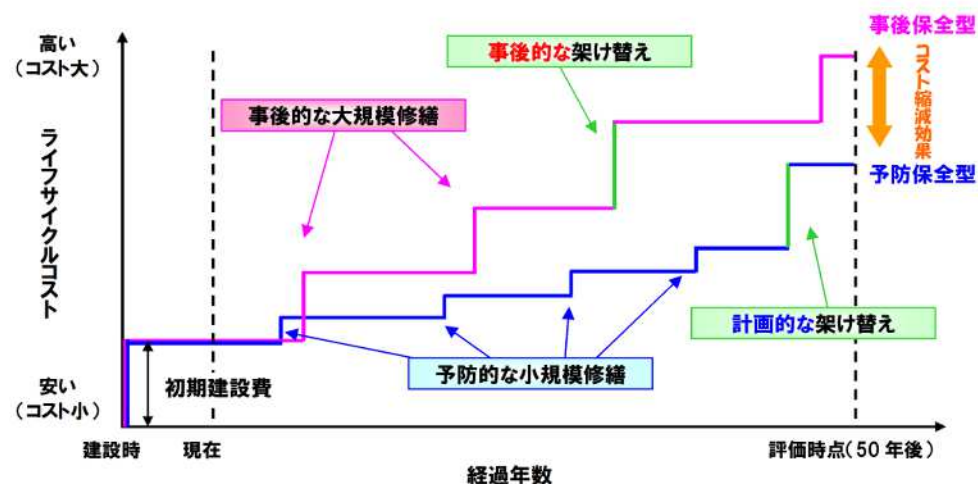 高い
(コスト大)
事後保全型
事後的な架け替え
コスト縮減効果
事後的な大規模修繕
ライフサイクルコスト
予防保全型
計画的な架け替え
予防的な小規模修繕
初期建設費
安い
(コスト小)
建設時
現在
評価時点(50年後)
経過年数